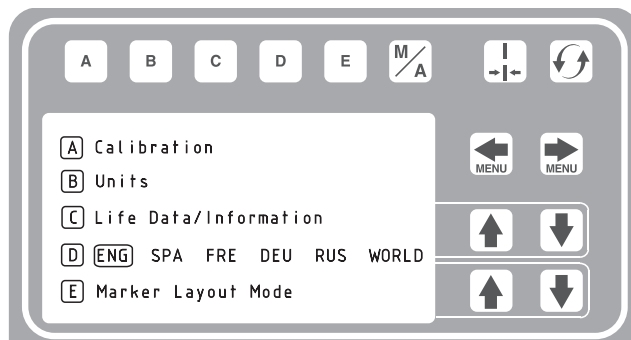 A B C D E M/A
MENU MENU
A Calibration
B Units
C Life Data/Information
D ENG SPA FRE DEU RUS WORLD
E Marker Layout Mode